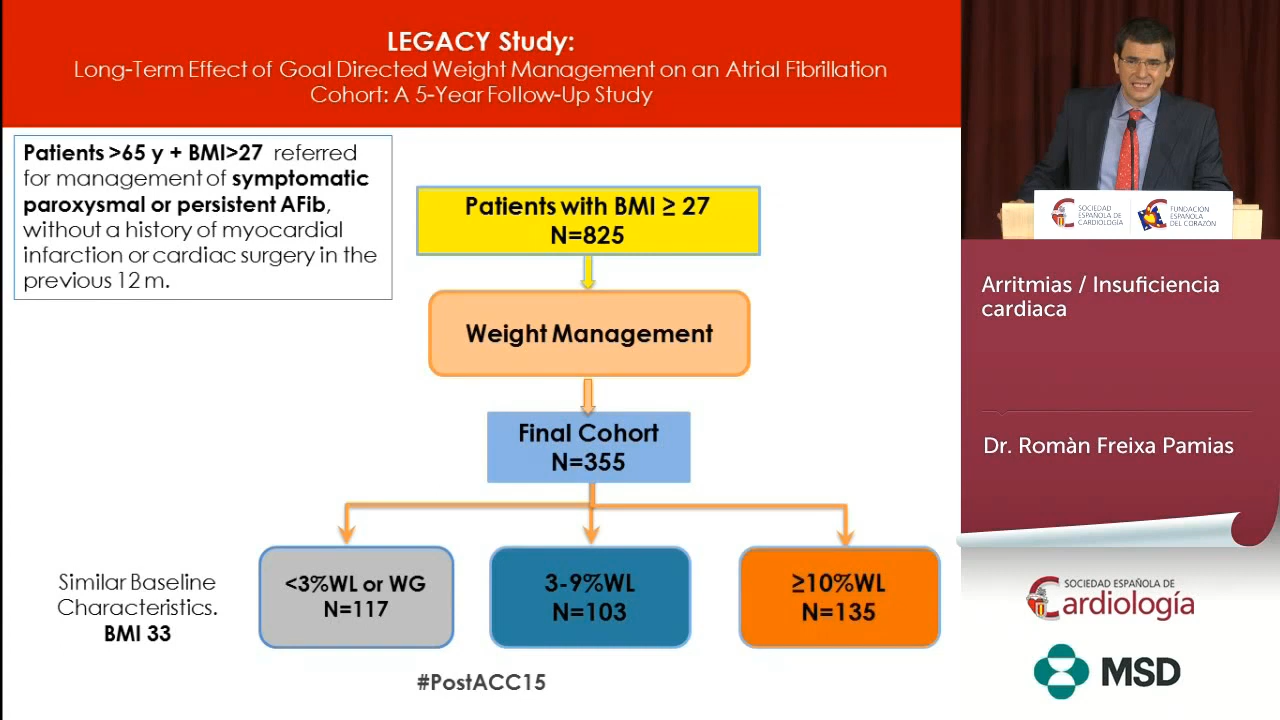 LEGACY Study:
Long-Term Effect of Goal Directed Weight Management on an Atrial Fibrillation
Cohort: A 5-Year Follow-Up Study
Patients >65 y + BMI>27 referred
for management of symptomatic
paroxysmal or persistent AFib,
without a history of myocardial
infarction or cardiac surgery in the
previous 12 m.
Patients with BMI ≥ 27
N=825
Weight Management
Final Cohort
N=355
<3%WL or WG
N=117
3-9%WL
N=103
≥10%WL
N=135
Similar Baseline
Characteristics.
BMI 33
#PostACC15
SOCIEDAD
ESPAÑOLA DE
CARDIOLOGÍA
FUNDACIÓN
ESPAÑOLA
DEL CORAZÓN
Arritmias / Insuficiencia
cardiaca
Dr. Romàn Freixa Pamias
SOCIEDAD ESPAÑOLA DE
Cardiología
MSD